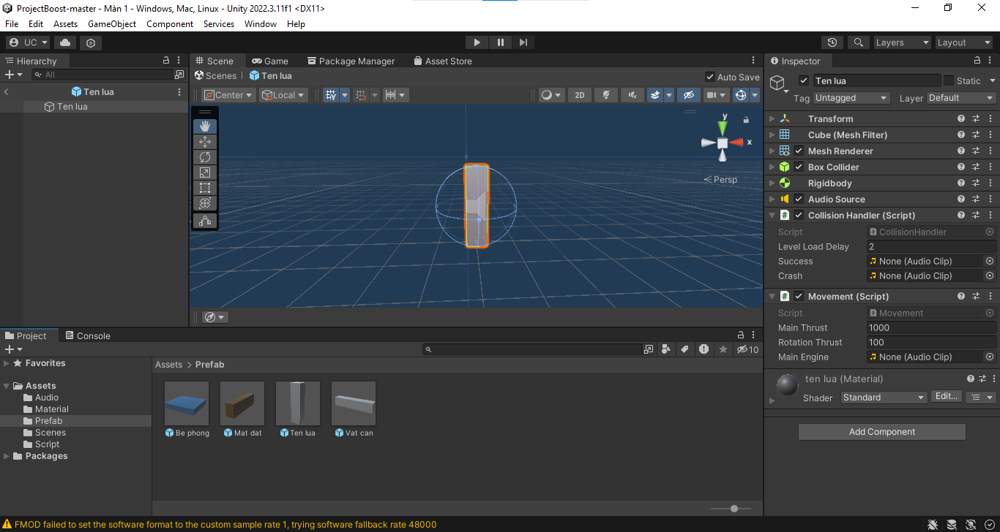 ProjectBoost-master - Màn 1 - Windows, Mac, Linux - Unity 2022.3.11f1 <DX11>
File Edit Assets GameObject Component Services Window Help
UC Layers Layout
Hierarchy
All
Ten lua
Ten lua
Scene Game Package Manager Asset Store
Scenes Ten lua Auto Save
Center Local 2D
y
x
Persp
Inspector
Ten lua Static
Tag Untagged Layer Default
Transform
Cube (Mesh Filter)
Mesh Renderer
Box Collider
Rigidbody
Audio Source
Collision Handler (Script)
Script CollisionHandler
Level Load Delay 2
Success None (Audio Clip)
Crash None (Audio Clip)
Movement (Script)
Script Movement
Main Thrust 1000
Rotation Thrust 100
Main Engine None (Audio Clip)
ten lua (Material)
Shader Standard Edit...
Add Component
Project Console
10
Favorites
Assets
Audio
Material
Prefab
Scenes
Script
Packages
Assets > Prefab
Be phong Mat dat Ten lua Vat can
FMOD failed to set the software format to the custom sample rate 1, trying software fallback rate 48000